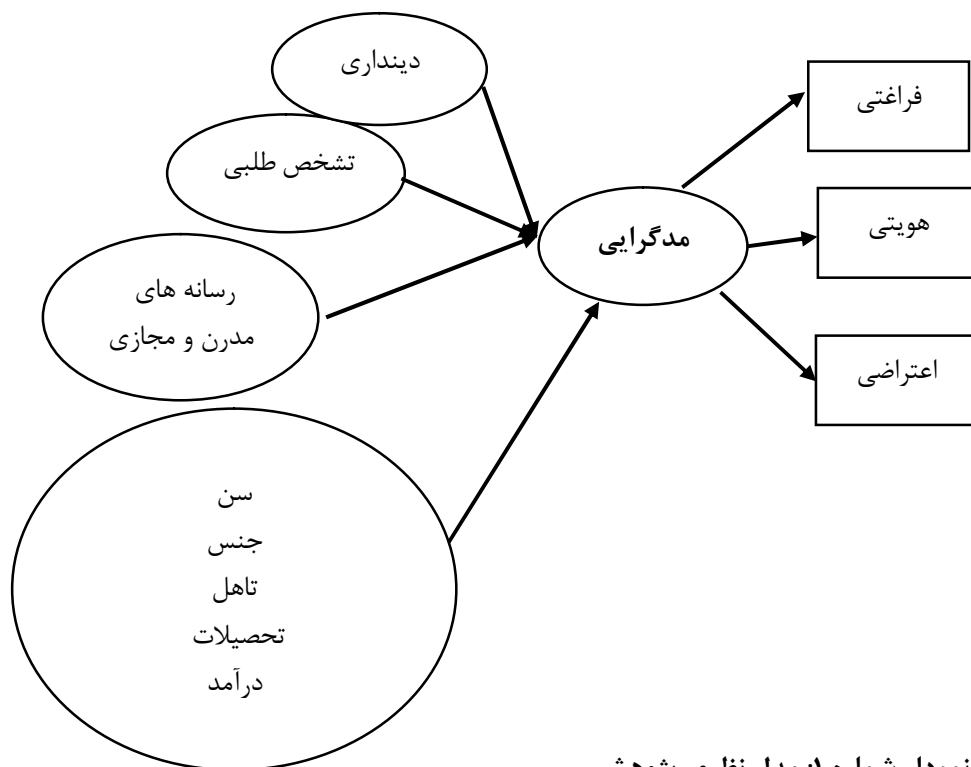 دینداری
تشخص طلبی
رسانه های
مدرن و مجازی
سن
جنس
تاهل
تحصیلات
درآمد
مدگرایی
فراغتی
هویتی
اعتراضی